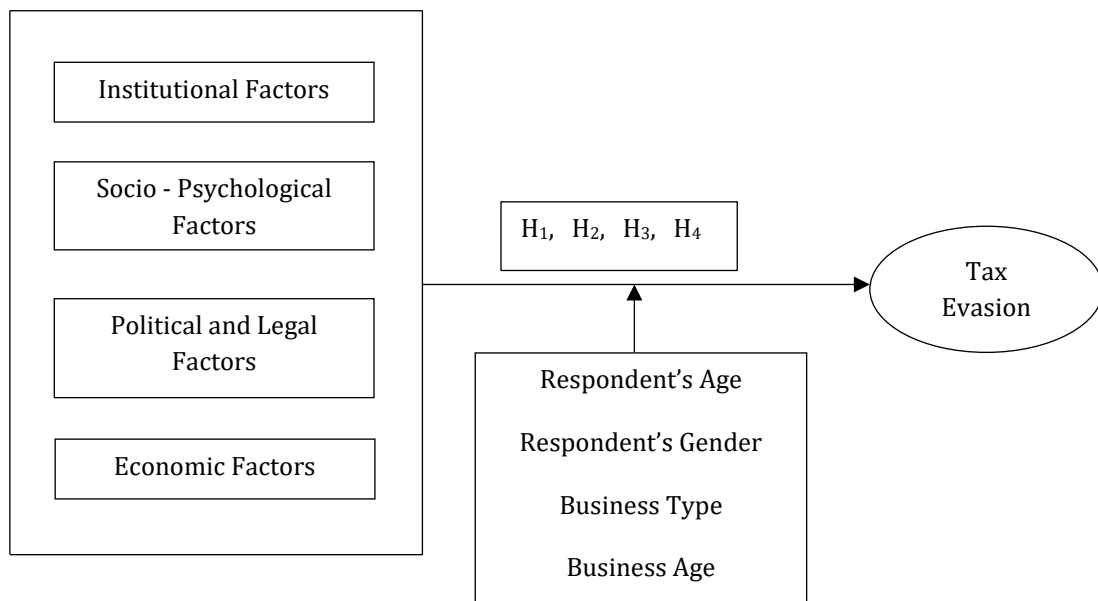 Institutional Factors
Socio - Psychological
Factors
Political and Legal
Factors
Economic Factors
H₁, H₂, H₃, H₄
Respondent’s Age
Respondent’s Gender
Business Type
Business Age
Tax
Evasion